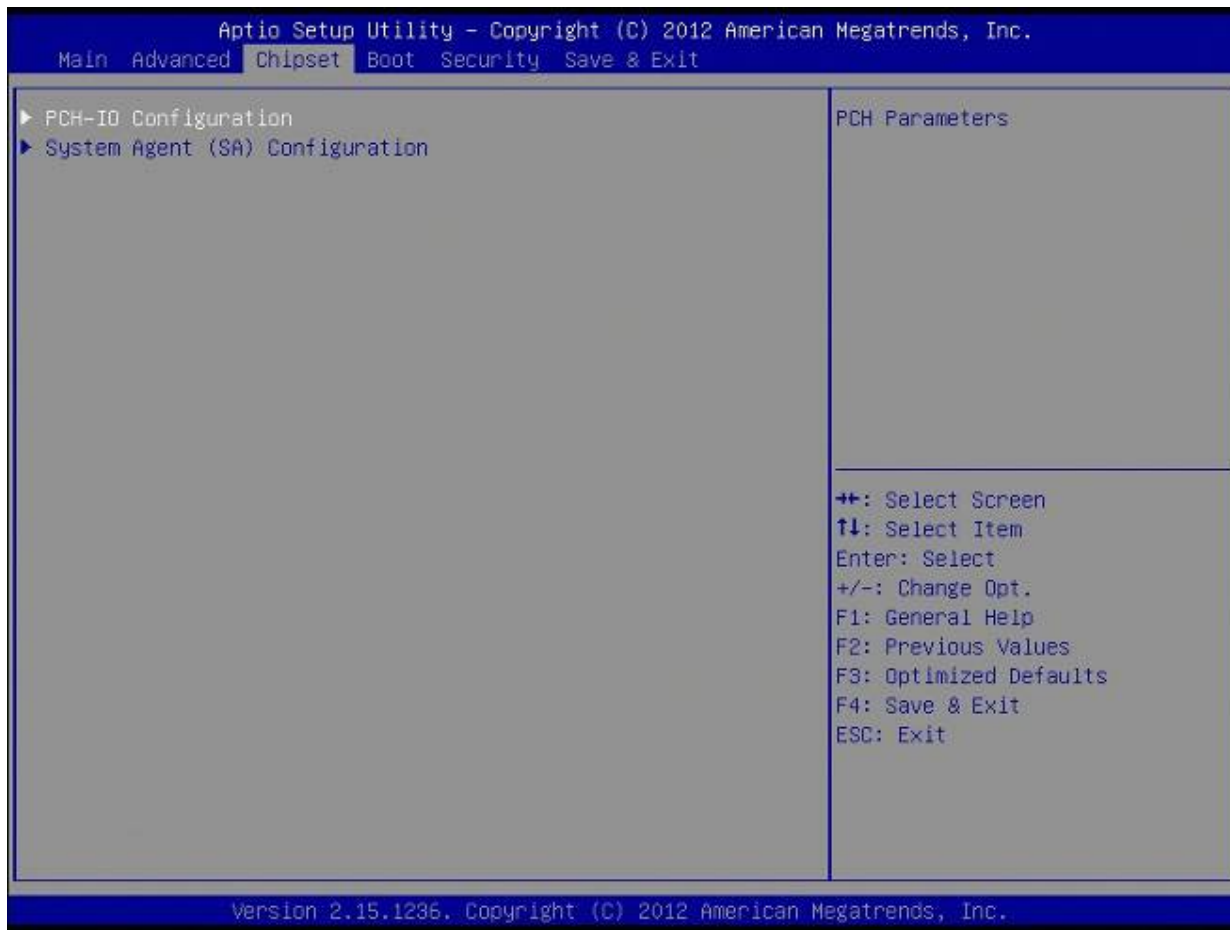 Aptio Setup Utility – Copyright (C) 2012 American Megatrends, Inc.
Main Advanced Chipset Boot Security Save & Exit
▶ PCH-IO Configuration
▶ System Agent (SA) Configuration
PCH Parameters
→←: Select Screen
↑↓: Select Item
Enter: Select
+/-: Change Opt.
F1: General Help
F2: Previous Values
F3: Optimized Defaults
F4: Save & Exit
ESC: Exit
Version 2.15.1236. Copyright (C) 2012 American Megatrends, Inc.